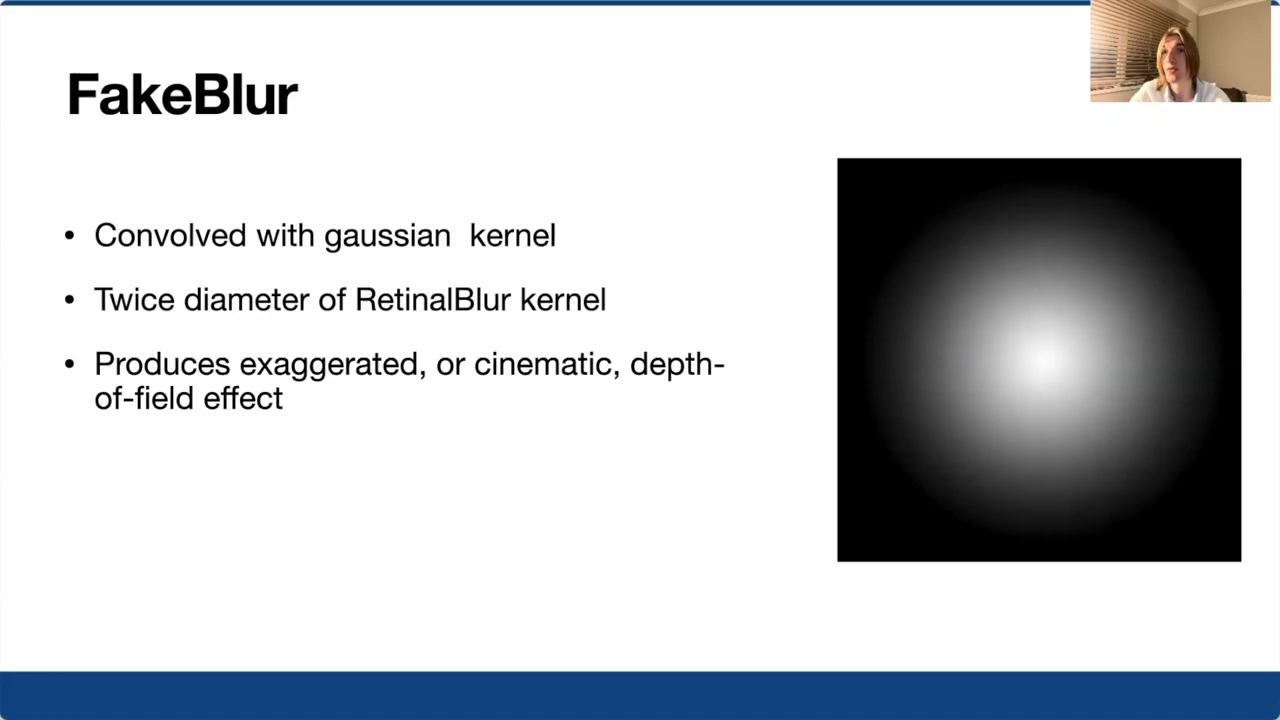 FakeBlur
• Convolved with gaussian  kernel
• Twice diameter of RetinalBlur kernel
• Produces exaggerated, or cinematic, depth-
of-field effect